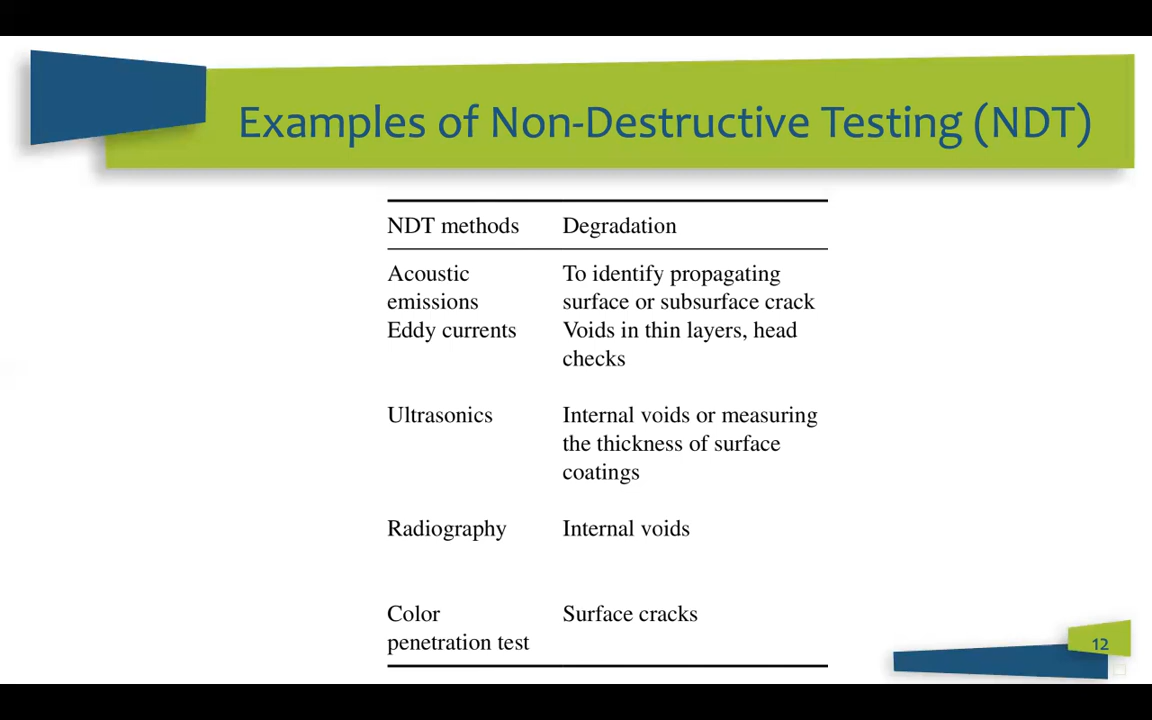 Examples of Non-Destructive Testing (NDT)
NDT methods Degradation
Acoustic To identify propagating
emissions surface or subsurface crack
Eddy currents Voids in thin layers, head
checks
Ultrasonics Internal voids or measuring
the thickness of surface
coatings
Radiography Internal voids
Color Surface cracks
penetration test
12